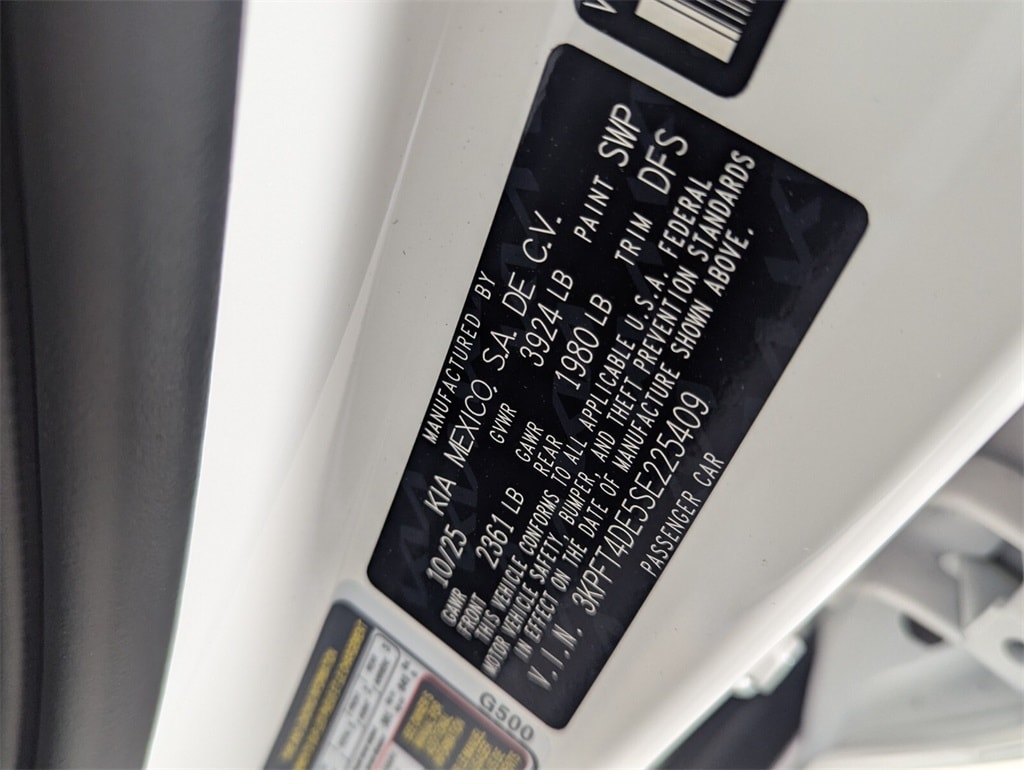 V
MANUFACTURED BY
10/25 KIA MEXICO, S.A. DE C.V.
GVWR 3924 LB PAINT SWP
GAWR FRONT 2361 LB GAWR REAR 1980 LB TRIM DFS
THIS VEHICLE CONFORMS TO ALL APPLICABLE U.S.A. FEDERAL
MOTOR VEHICLE SAFETY, BUMPER, AND THEFT PREVENTION STANDARDS
IN EFFECT ON THE DATE OF MANUFACTURE SHOWN ABOVE.
V.I.N. 3KPFT4DE5SE225409
PASSENGER CAR
G500